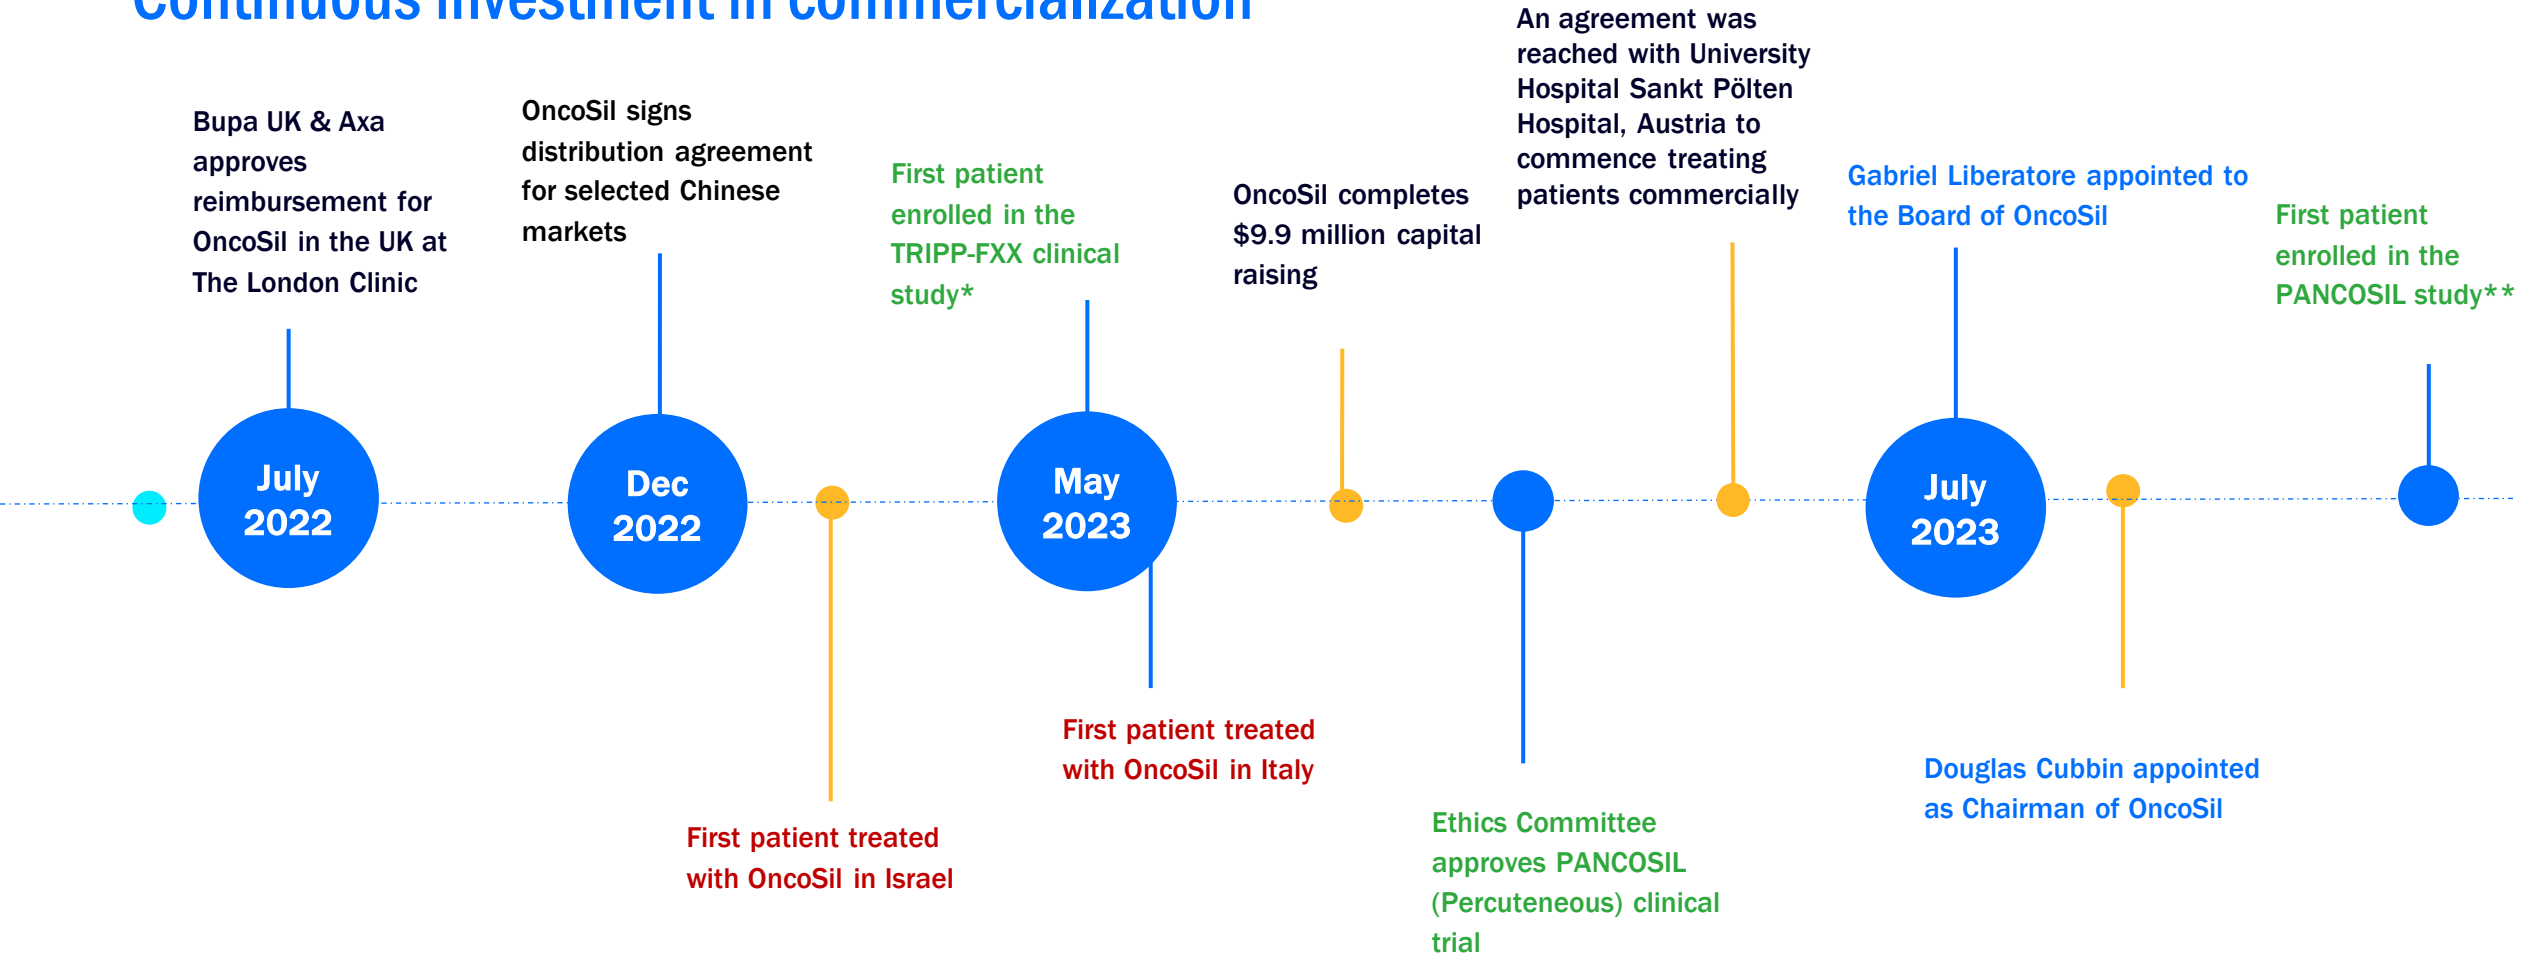 Continuous investment in commercialization
Bupa UK & Axa
approves
reimbursement for
OncoSil in the UK at
The London Clinic
OncoSil signs
distribution agreement
for selected Chinese
markets
First patient
enrolled in the
TRIPP-FXX clinical
study*
OncoSil completes
$9.9 million capital
raising
An agreement was
reached with University
Hospital Sankt Pölten
Hospital, Austria to
commence treating
patients commercially
Gabriel Liberatore appointed to
the Board of OncoSil
First patient
enrolled in the
PANCOSIL study**
July
2022
Dec
2022
May
2023
July
2023
First patient treated
with OncoSil in Israel
First patient treated
with OncoSil in Italy
Ethics Committee
approves PANCOSIL
(Percuteneous) clinical
trial
Douglas Cubbin appointed
as Chairman of OncoSil